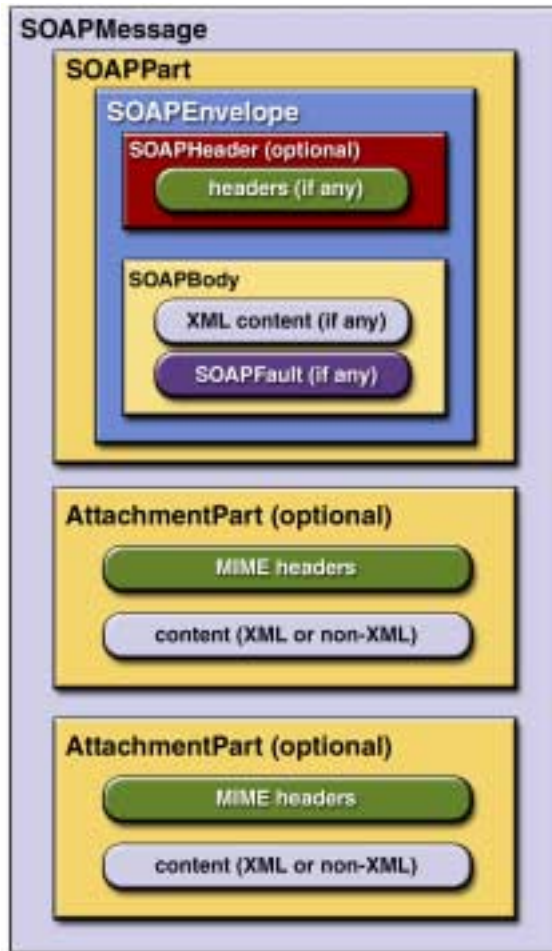 SOAPMessage
SOAPPart
SOAPEnvelope
SOAPHeader (optional)
headers (if any)
SOAPBody
XML content (if any)
SOAPFault (if any)
AttachmentPart (optional)
MIME headers
content (XML or non-XML)
AttachmentPart (optional)
MIME headers
content (XML or non-XML)